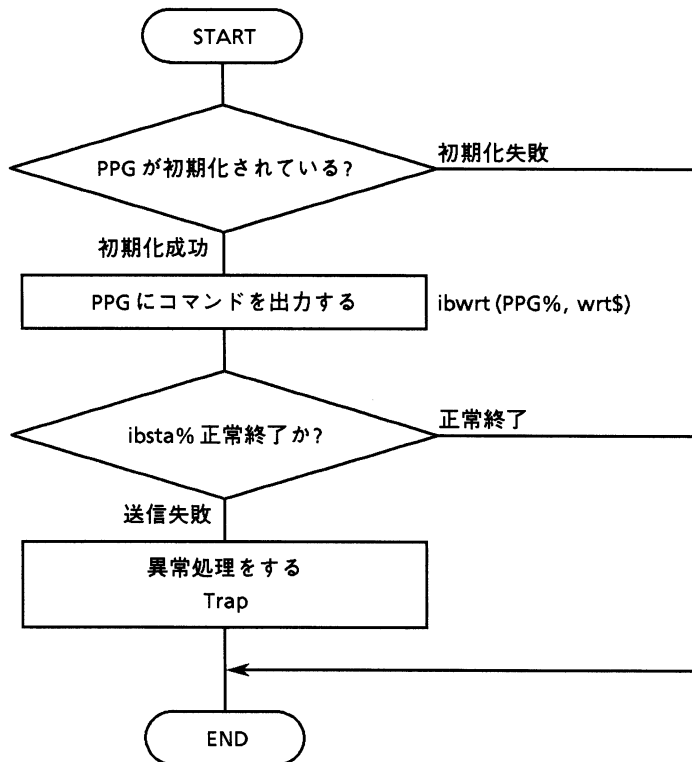 START
PPG が初期化されている?
初期化失敗
初期化成功
PPG にコマンドを出力する
ibwrt (PPG%, wrt$)
ibsta% 正常終了か?
正常終了
送信失敗
異常処理をする
Trap
END